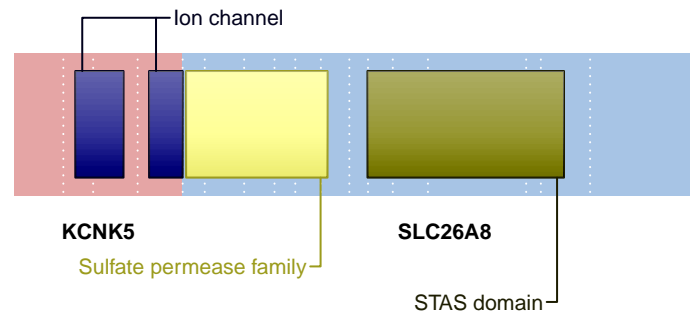 Ion channel
KCNK5
SLC26A8
Sulfate permease family
STAS domain